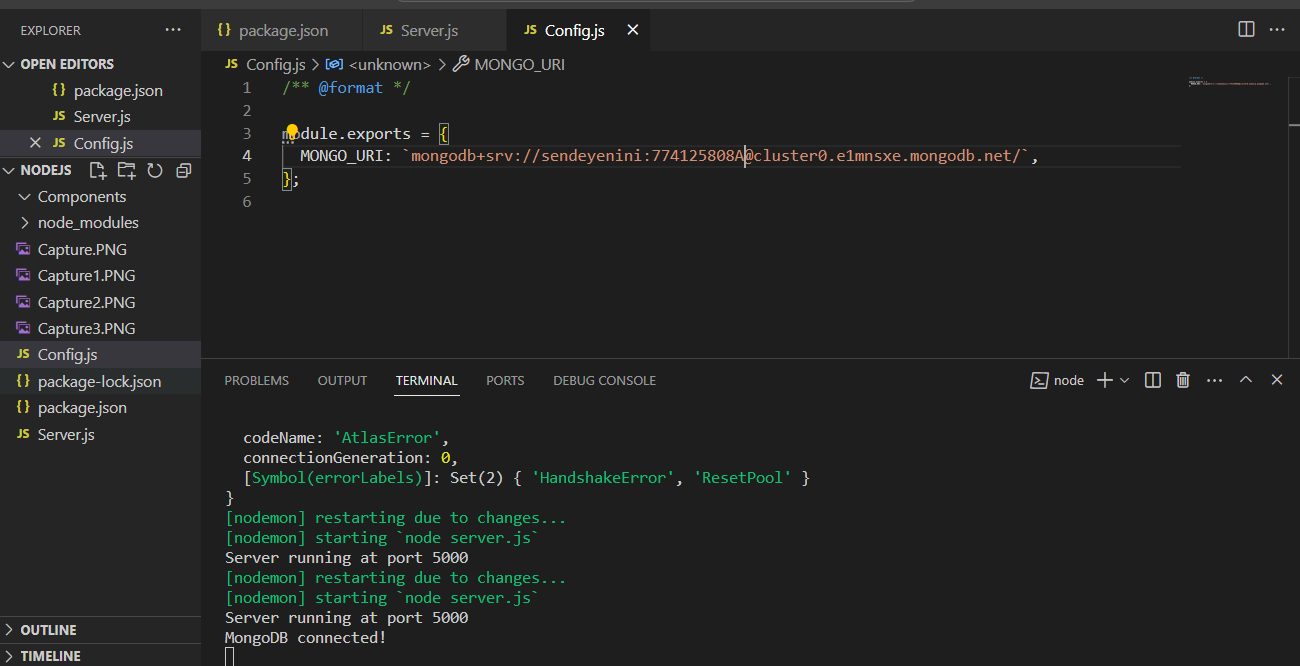 EXPLORER
OPEN EDITORS
{} package.json
JS Server.js
JS Config.js
NODEJS
Components
node_modules
Capture.PNG
Capture1.PNG
Capture2.PNG
Capture3.PNG
JS Config.js
{} package-lock.json
{} package.json
JS Server.js
OUTLINE
TIMELINE
{} package.json JS Server.js JS Config.js
JS Config.js > <unknown> > MONGO_URI
1 /** @format */
2
3 module.exports = {
4 MONGO_URI: `mongodb+srv://sendeyenini:774125808A@cluster0.e1mnsxe.mongodb.net/`,
5 };
6
PROBLEMS OUTPUT TERMINAL PORTS DEBUG CONSOLE node
codeName: 'AtlasError',
connectionGeneration: 0,
[Symbol(errorLabels)]: Set(2) { 'HandshakeError', 'ResetPool' }
}
[nodemon] restarting due to changes...
[nodemon] starting `node server.js`
Server running at port 5000
[nodemon] restarting due to changes...
[nodemon] starting `node server.js`
Server running at port 5000
MongoDB connected!